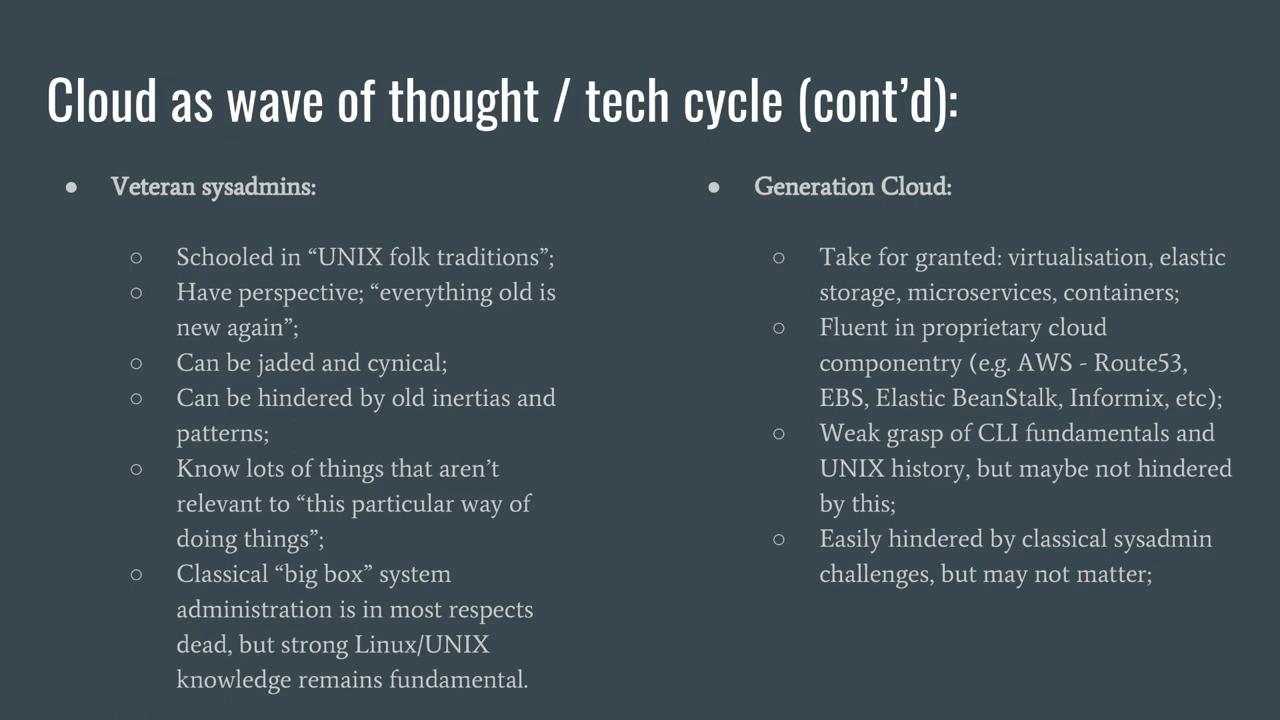 Cloud as wave of thought / tech cycle (cont’d):
● Veteran sysadmins:
○ Schooled in “UNIX folk traditions”;
○ Have perspective; “everything old is
new again”;
○ Can be jaded and cynical;
○ Can be hindered by old inertias and
patterns;
○ Know lots of things that aren’t
relevant to “this particular way of
doing things”;
○ Classical “big box” system
administration is in most respects
dead, but strong Linux/UNIX
knowledge remains fundamental.
● Generation Cloud:
○ Take for granted: virtualisation, elastic
storage, microservices, containers;
○ Fluent in proprietary cloud
componentry (e.g. AWS - Route53,
EBS, Elastic BeanStalk, Informix, etc);
○ Weak grasp of CLI fundamentals and
UNIX history, but maybe not hindered
by this;
○ Easily hindered by classical sysadmin
challenges, but may not matter;